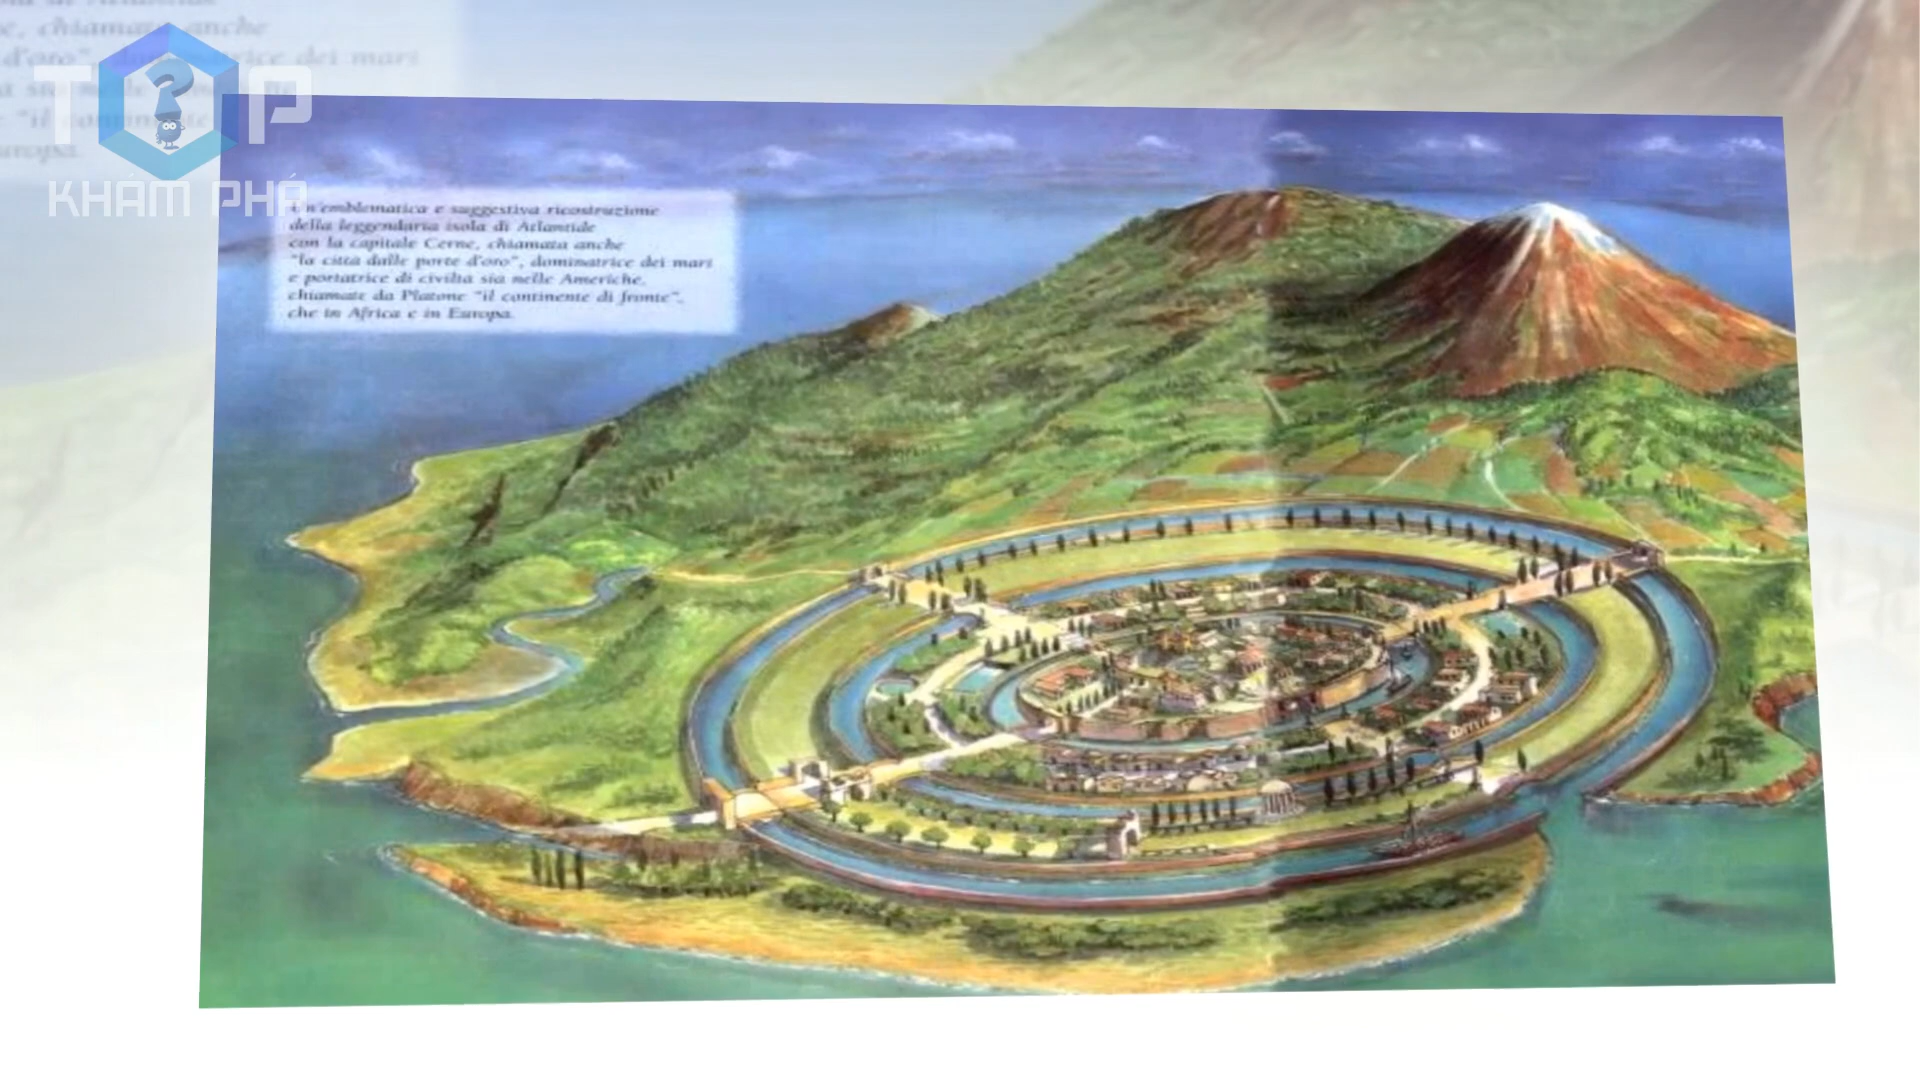 TOP
KHÁM PHÁ
Un'emblematica e suggestiva ricostruzione
della leggendaria isola di Atlantide
con la capitale Cerne, chiamata anche
"la città dalle porte d'oro", dominatrice dei mari
e portatrice di civiltà sia nelle Americhe,
chiamate da Platone "il continente di fronte",
che in Africa e in Europa.